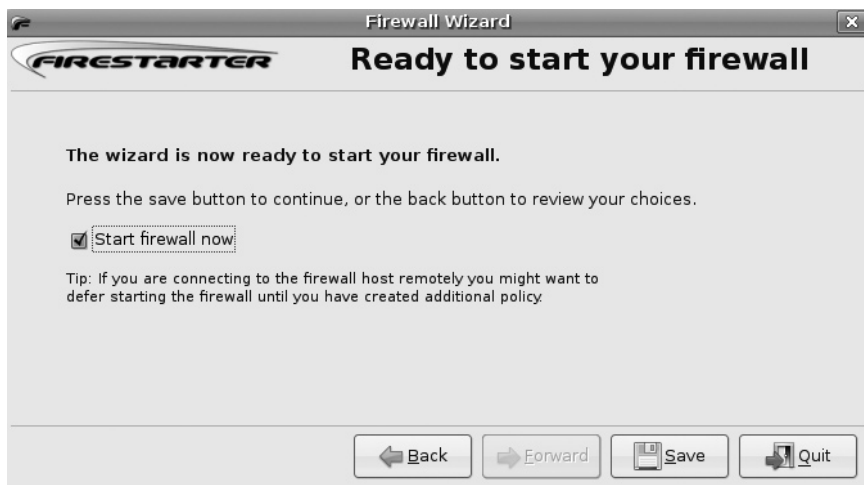 Firewall Wizard
FIRESTARTER
Ready to start your firewall
The wizard is now ready to start your firewall.
Press the save button to continue, or the back button to review your choices.
Start firewall now
Tip: If you are connecting to the firewall host remotely you might want to
defer starting the firewall until you have created additional policy.
Back
Forward
Save
Quit